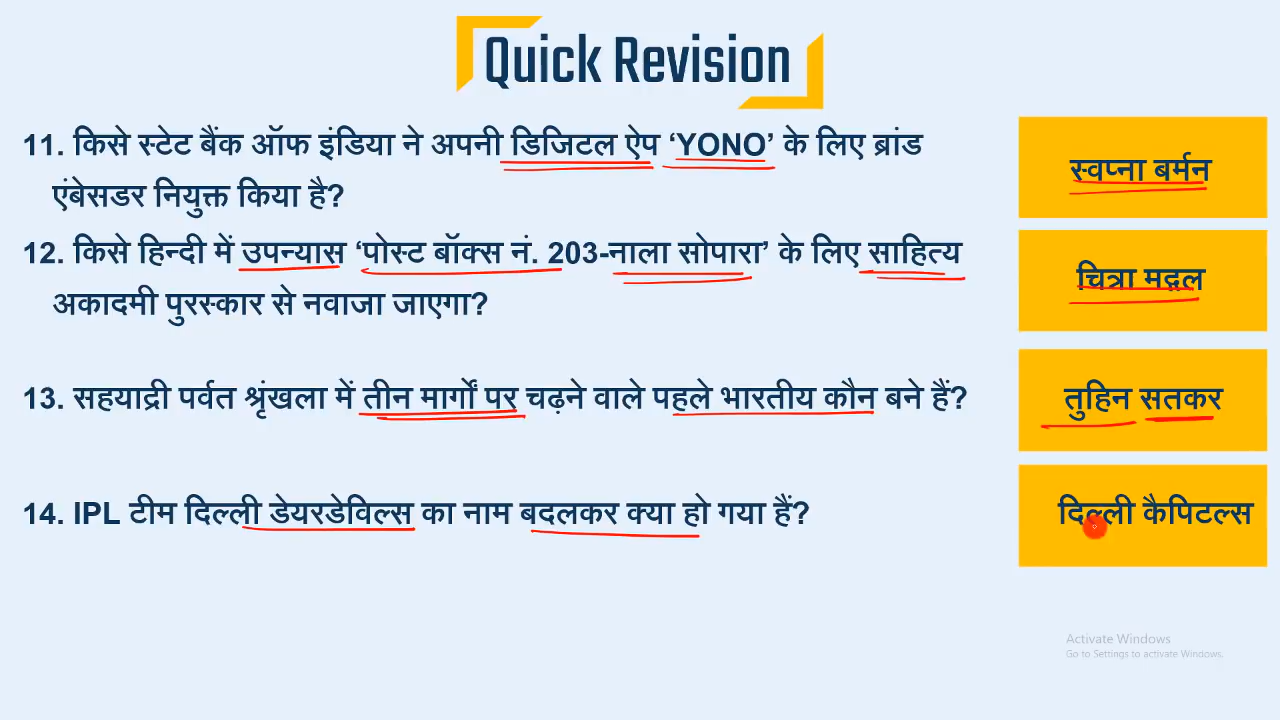 Quick Revision
11. किसे स्टेट बैंक ऑफ इंडिया ने अपनी डिजिटल ऐप ‘YONO’ के लिए ब्रांड
एंबेसडर नियुक्त किया है?
स्वप्ना बर्मन
12. किसे हिन्दी में उपन्यास ‘पोस्ट बॉक्स नं. 203-नाला सोपारा’ के लिए साहित्य
अकादमी पुरस्कार से नवाजा जाएगा?
चित्रा मद्गल
13. सहयाद्री पर्वत श्रृंखला में तीन मार्गों पर चढ़ने वाले पहले भारतीय कौन बने हैं?
तुहिन सतकर
14. IPL टीम दिल्ली डेयरडेविल्स का नाम बदलकर क्या हो गया हैं?
दिल्ली कैपिटल्स
Activate Windows
Go to Settings to activate Windows.